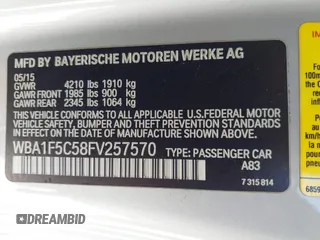 MFD BY BAYERISCHE MOTOREN WERKE AG
05/15
GVWR 4210 lbs 1910 kg
GAWR FRONT 1985 lbs 900 kg
GAWR REAR 2345 lbs 1064 kg
THIS VEHICLE CONFORMS TO ALL APPLICABLE
U.S. FEDERAL MOTOR VEHICLE SAFETY, BUMPER AND
THEFT PREVENTION STANDARDS IN EFFECT ON THE
DATE OF MANUFACTURE SHOWN ABOVE.
WBA1F5C58FV257570 TYPE: PASSENGER CAR
A83
7 315 814
IM
6859
DRIVERSIDE